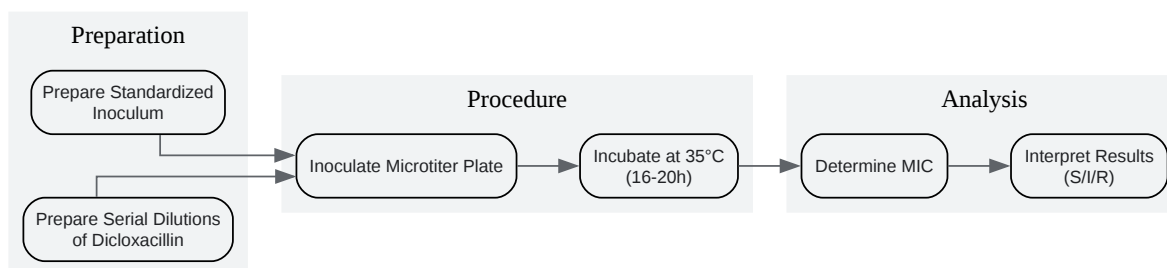 Preparation
Prepare Standardized
Inoculum
Prepare Serial Dilutions
of Dicloxacillin
Procedure
Inoculate Microtiter Plate
Incubate at 35°C
(16-20h)
Analysis
Determine MIC
Interpret Results
(S/I/R)